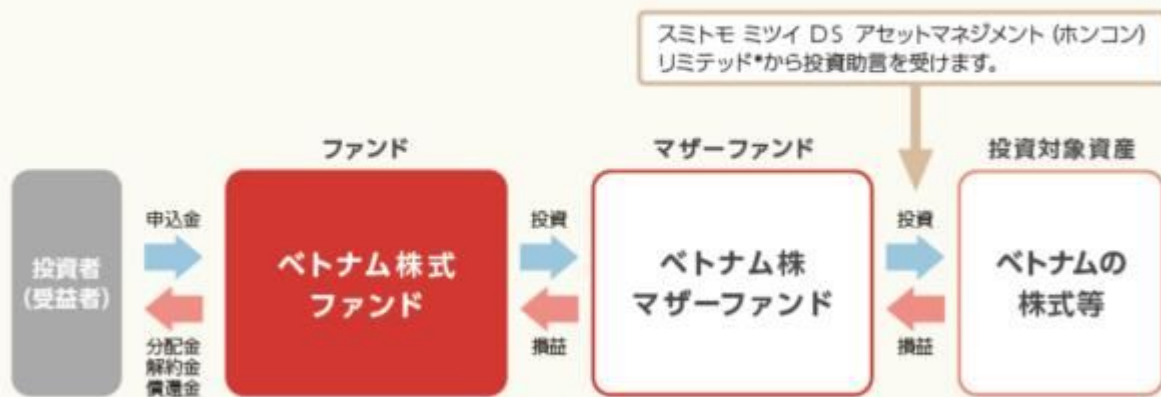 スミトモ ミツイ DS アセットマネジメント (ホンコン)
リミテッド*から投資助言を受けます。
ファンド
マザーファンド
投資対象資産
投資者
(受益者)
申込金
分配金
解約金
償還金
ベトナム株式
ファンド
投資
損益
ベトナム株
マザーファンド
投資
損益
ベトナムの
株式等